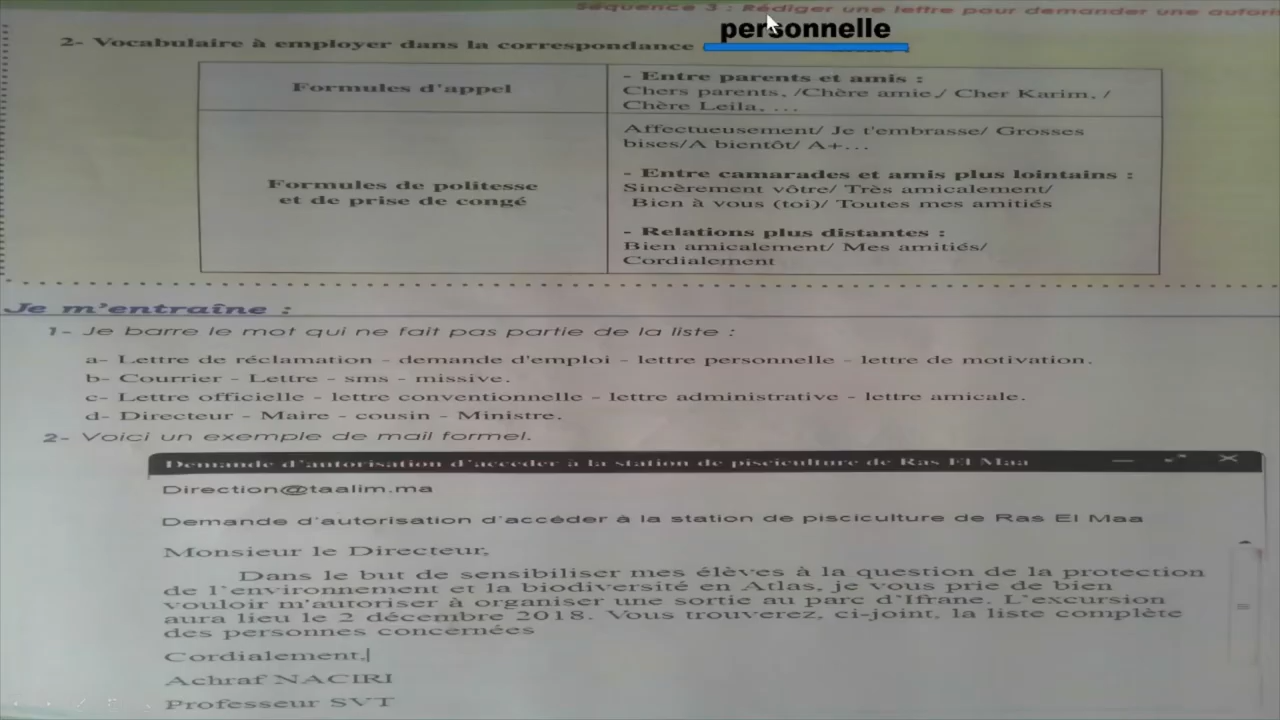 Séquence 3 : Rédiger une lettre pour demander une autoris
personnelle
2- Vocabulaire à employer dans la correspondance
Formules d'appel
- Entre parents et amis :
Chers parents, /Chère amie,/ Cher Karim, /
Chère Leila, ...
Formules de politesse
et de prise de congé
Affectueusement/ Je t'embrasse/ Grosses
bises/A bientôt/ A+...
- Entre camarades et amis plus lointains :
Sincèrement vôtre/ Très amicalement/
Bien à vous (toi)/ Toutes mes amitiés
- Relations plus distantes :
Bien amicalement/ Mes amitiés/
Cordialement
Je m'entraîne :
1- Je barre le mot qui ne fait pas partie de la liste :
a- Lettre de réclamation - demande d'emploi - lettre personnelle - lettre de motivation.
b- Courrier - Lettre - sms - missive.
c- Lettre officielle - lettre conventionnelle - lettre administrative - lettre amicale.
d- Directeur - Maire - cousin - Ministre.
2- Voici un exemple de mail formel.
Demande d'autorisation d'accéder à la station de pisciculture de Ras El Maa
Direction@taalim.ma
Demande d'autorisation d'accéder à la station de pisciculture de Ras El Maa
Monsieur le Directeur,
Dans le but de sensibiliser mes élèves à la question de la protection
de l'environnement et la biodiversité en Atlas, je vous prie de bien
vouloir m'autoriser à organiser une sortie au parc d'Ifrane. L'excursion
aura lieu le 2 décembre 2018. Vous trouverez, ci-joint, la liste complète
des personnes concernées
Cordialement,
Achraf NACIRI
Professeur SVT